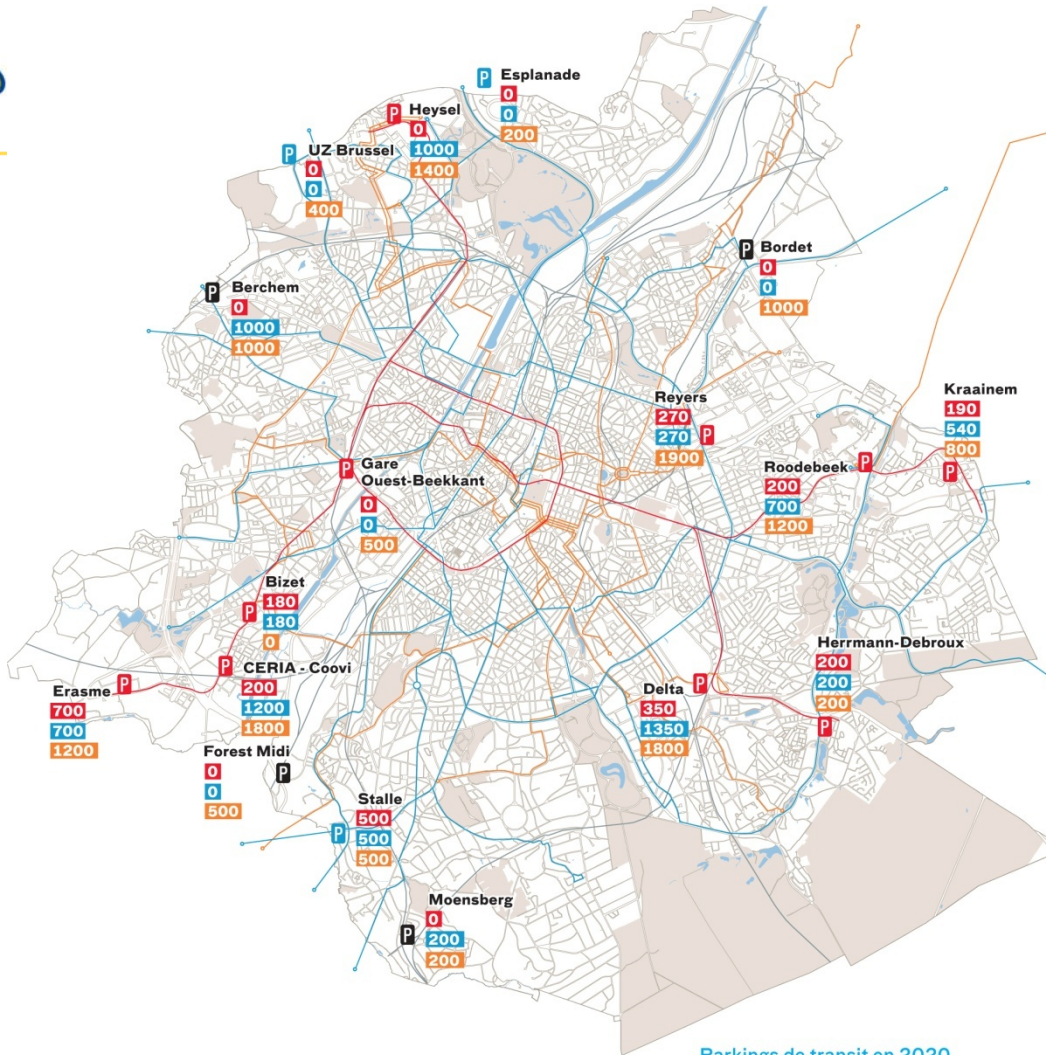 P
Esplanade
0
0
200
P
Heysel
0
1000
1400
P
UZ Brussel
0
0
400
P
Bordet
0
0
1000
P
Berchem
0
1000
1000
Kraainem
190
540
800
P
Reyers
270
270
1900
P
Roodebeek
200
700
1200
P
P
Gare
Ouest-Beekkant
0
0
500
Bizet
180
180
0
P
CERIA - Coovi
200
1200
1800
P
Herrmann-Debroux
200
200
200
P
Erasme
700
700
1200
P
Delta
350
1350
1800
P
Forest Midi
0
0
500
P
Stalle
500
500
500
P
Moensberg
0
200
200
P
Parkings de transit en 2020